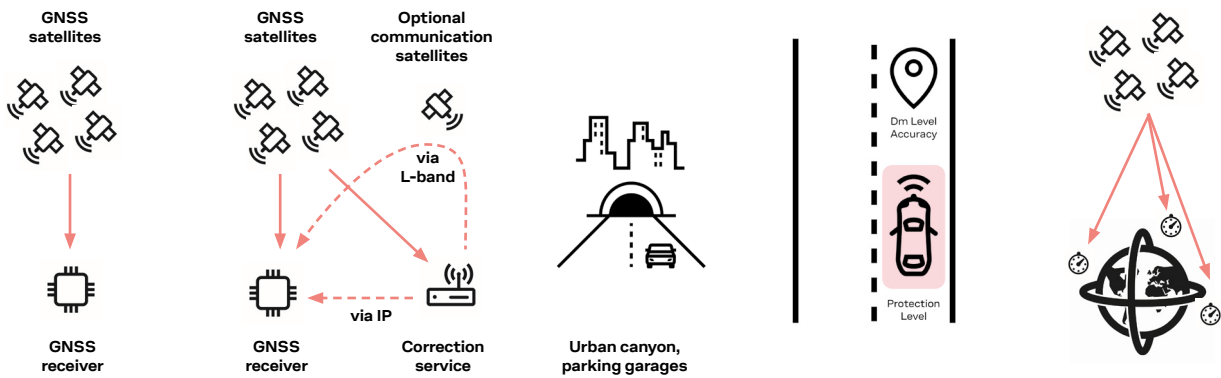 GNSS
satellites
GNSS
receiver
GNSS
satellites
Optional
communication
satellites
via
L-band
via IP
GNSS
receiver
Correction
service
Urban canyon,
parking garages
Dm Level
Accuracy
Protection
Level